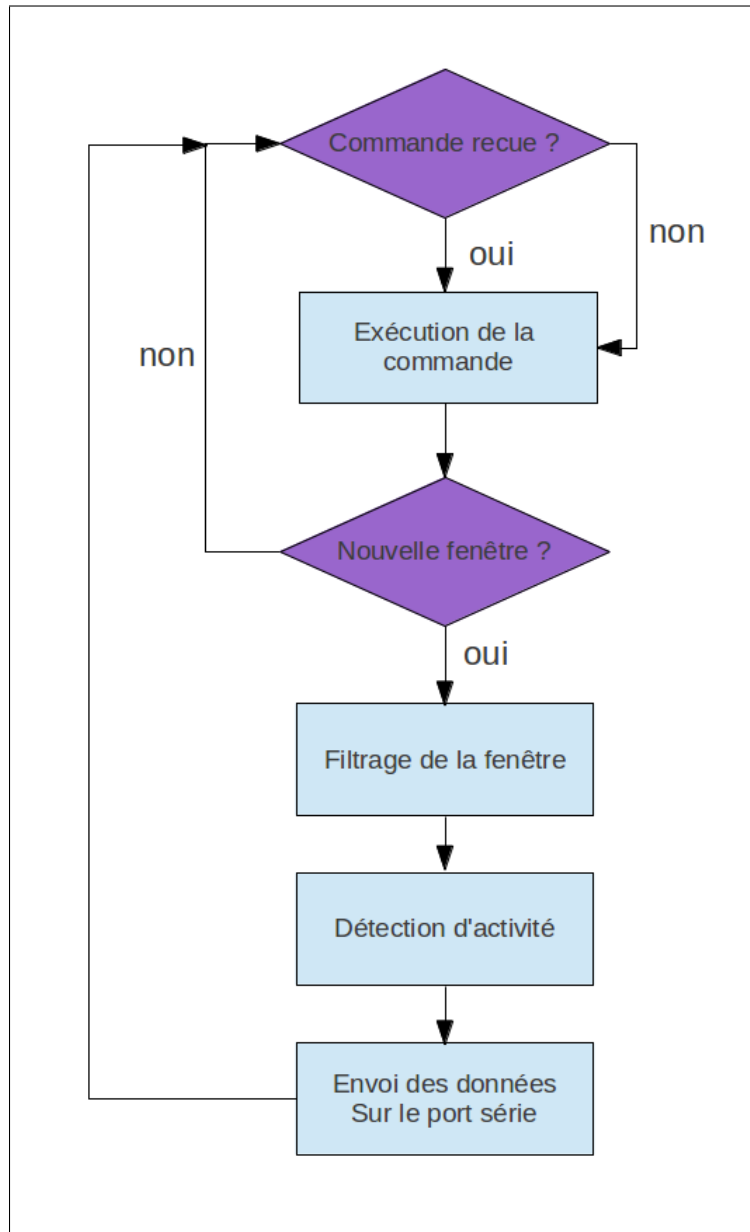 Commande recue ?
oui
non
Exécution de la
commande
non
Nouvelle fenêtre ?
oui
Filtrage de la fenêtre
Détection d'activité
Envoi des données
Sur le port série